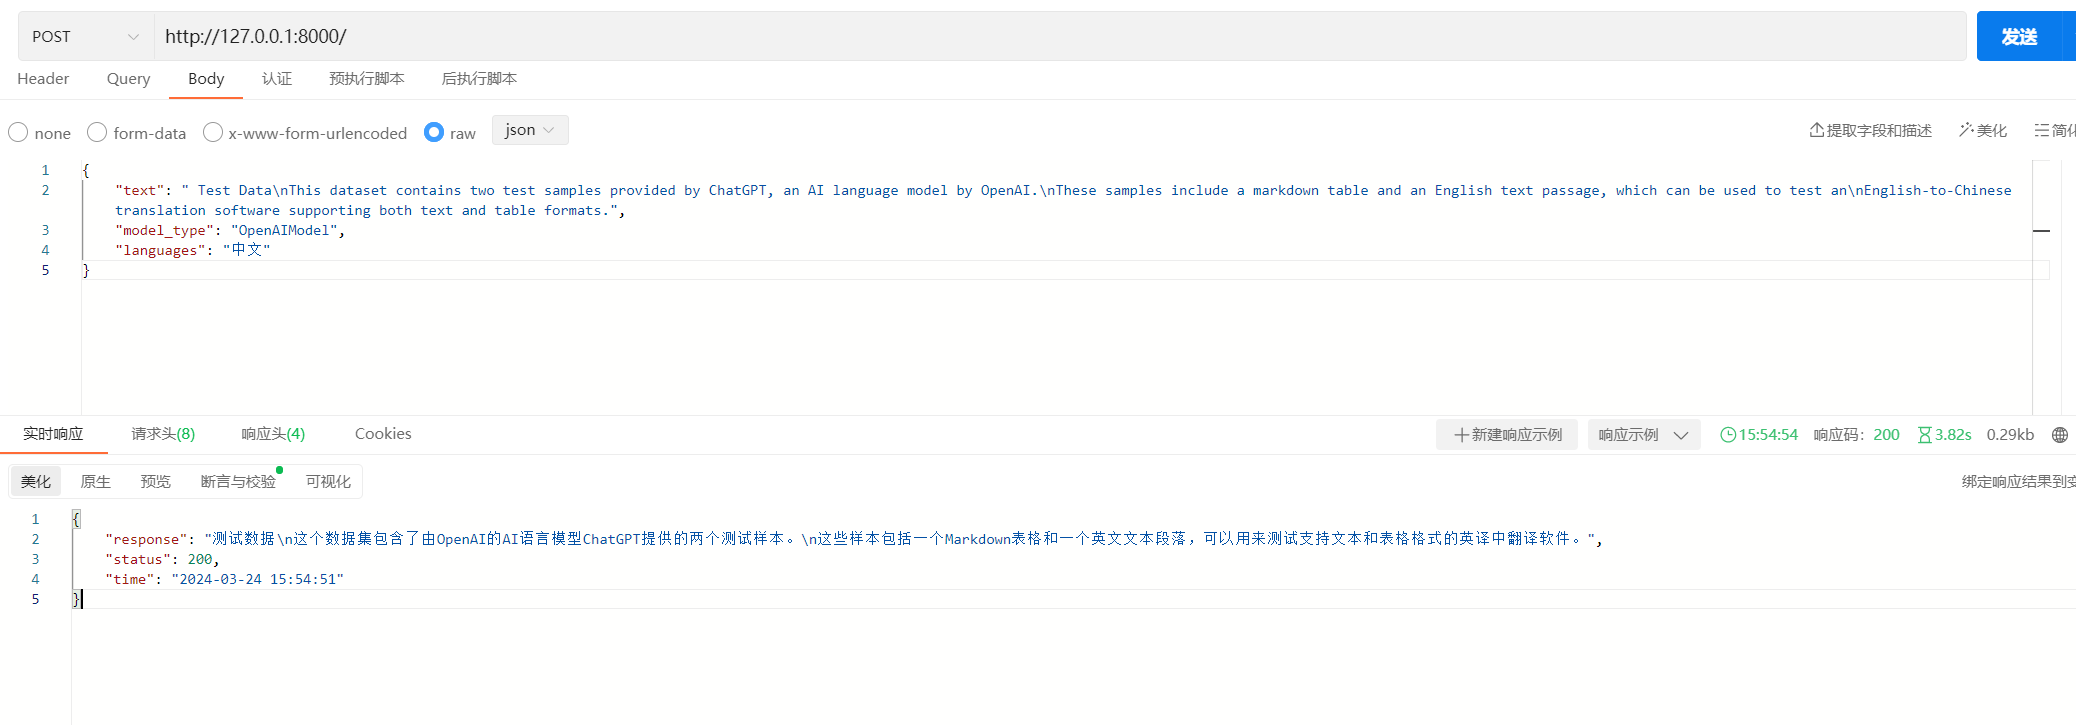 POST http://127.0.0.1:8000/ 发送
Header Query Body 认证 预执行脚本 后执行脚本
none form-data x-www-form-urlencoded raw json 提取字段和描述 美化 简化
1 {
2 "text": " Test Data\nThis dataset contains two test samples provided by ChatGPT, an AI language model by OpenAI.\nThese samples include a markdown table and an English text passage, which can be used to test an\nEnglish-to-Chinese
translation software supporting both text and table formats.",
3 "model_type": "OpenAIModel",
4 "languages": "中文"
5 }
实时响应 请求头(8) 响应头(4) Cookies 新建响应示例 响应示例 15:54:54 响应码: 200 3.82s 0.29kb
美化 原生 预览 断言与校验 可视化 绑定响应结果到变
1 {
2 "response": "测试数据\n这个数据集包含了由OpenAI的AI语言模型ChatGPT提供的两个测试样本。\n这些样本包括一个Markdown表格和一个英文文本段落，可以用来测试支持文本和表格格式的英译中翻译软件。",
3 "status": 200,
4 "time": "2024-03-24 15:54:51"
5 }